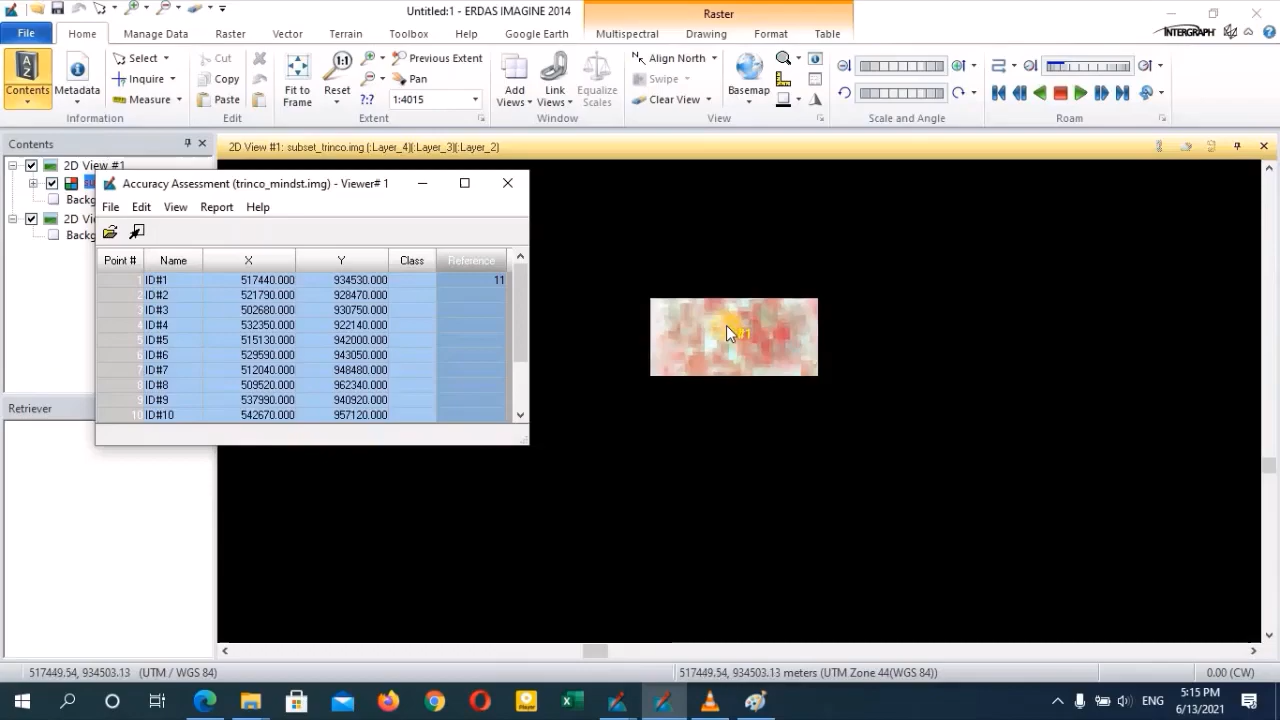 Untitled:1 - ERDAS IMAGINE 2014
Raster
File
Home
Manage Data
Raster
Vector
Terrain
Toolbox
Help
Google Earth
Multispectral
Drawing
Format
Table
INTERGRAPH
Contents
Metadata
Select
Inquire
Measure
Information
Cut
Copy
Paste
Edit
Fit to Frame
1:1
Reset
Previous Extent
Pan
1:4015
Extent
Add Views
Link Views
Equalize Scales
Window
Align North
Swipe
Clear View
Basemap
View
Scale and Angle
Roam
Contents
2D View #1
Backg
2D Vi
Backg
Retriever
2D View #1: subset_trinco.img (:Layer_4)(:Layer_3)(:Layer_2)
Accuracy Assessment (trinco_mindst.img) - Viewer# 1
File Edit View Report Help
Point # Name X Y Class Reference
1 ID#1 517440.000 934530.000 11
2 ID#2 521790.000 928470.000
3 ID#3 502680.000 930750.000
4 ID#4 532350.000 922140.000
5 ID#5 515130.000 942000.000
6 ID#6 529590.000 943050.000
7 ID#7 512040.000 948480.000
8 ID#8 509520.000 962340.000
9 ID#9 537990.000 940920.000
10 ID#10 542670.000 957120.000
#1
517449.54, 934503.13 (UTM / WGS 84)
517449.54, 934503.13 meters (UTM Zone 44(WGS 84))
0.00 (CW)
ENG
5:15 PM
6/13/2021